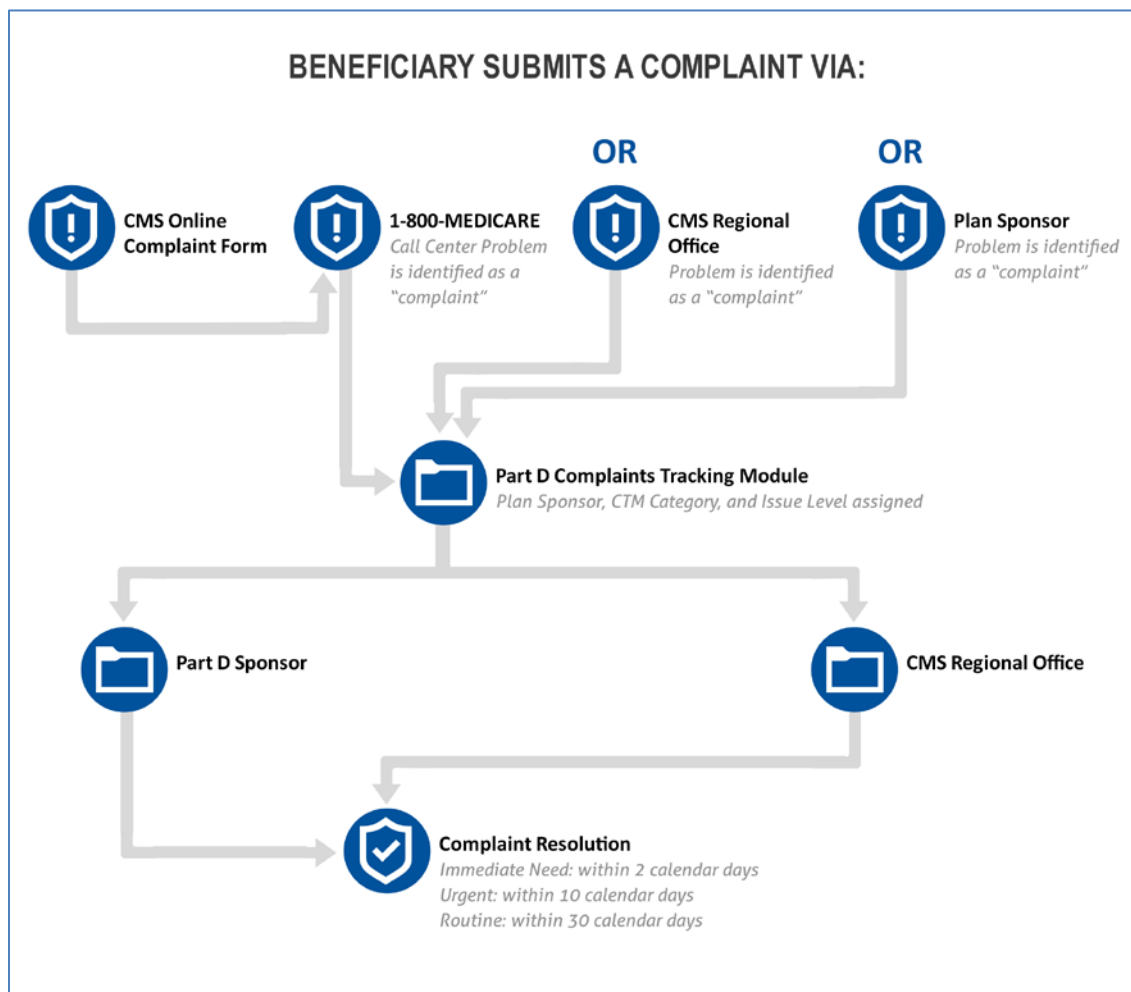 BENEFICIARY SUBMITS A COMPLAINT VIA:
OR
OR
CMS Online
Complaint Form
1-800-MEDICARE
Call Center Problem
is identified as a
“complaint”
CMS Regional
Office
Problem is identified
as a “complaint”
Plan Sponsor
Problem is identified
as a “complaint”
Part D Complaints Tracking Module
Plan Sponsor, CTM Category, and Issue Level assigned
Part D Sponsor
CMS Regional Office
Complaint Resolution
Immediate Need: within 2 calendar days
Urgent: within 10 calendar days
Routine: within 30 calendar days